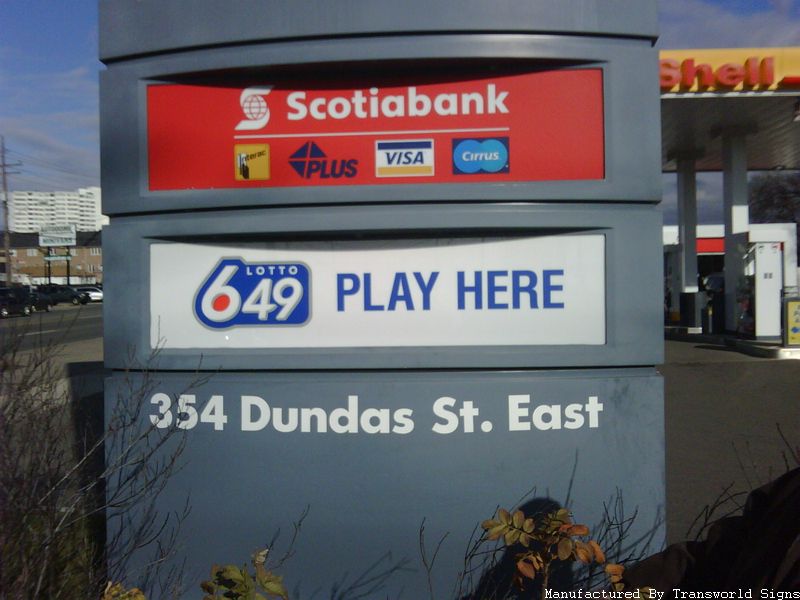 Shell
Scotiabank
Interac
PLUS
VISA
Cirrus
LOTTO
649
PLAY HERE
354 Dundas St. East
Manufactured By Transworld Signs